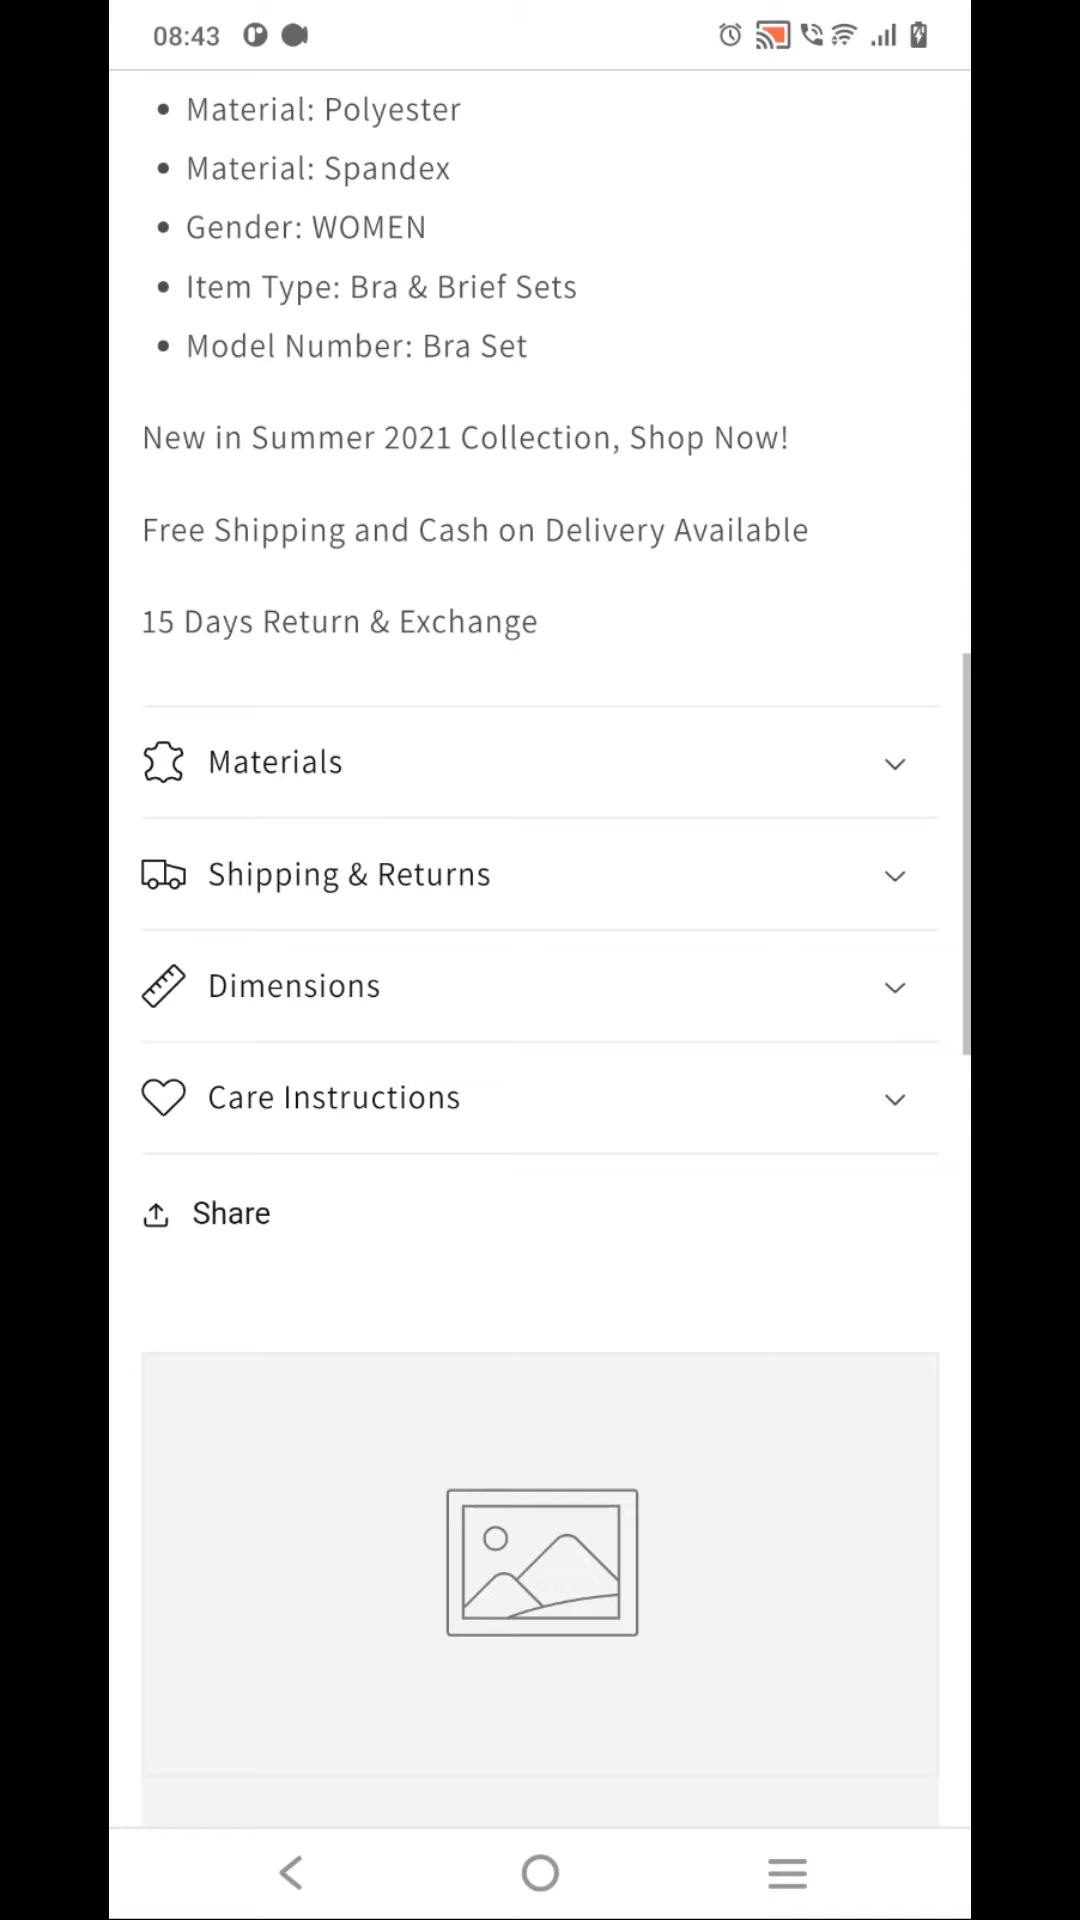 08:43
Material: Polyester
Material: Spandex
Gender: WOMEN
Item Type: Bra & Brief Sets
Model Number: Bra Set
New in Summer 2021 Collection, Shop Now!
Free Shipping and Cash on Delivery Available
15 Days Return & Exchange
Materials
Shipping & Returns
Dimensions
Care Instructions
Share